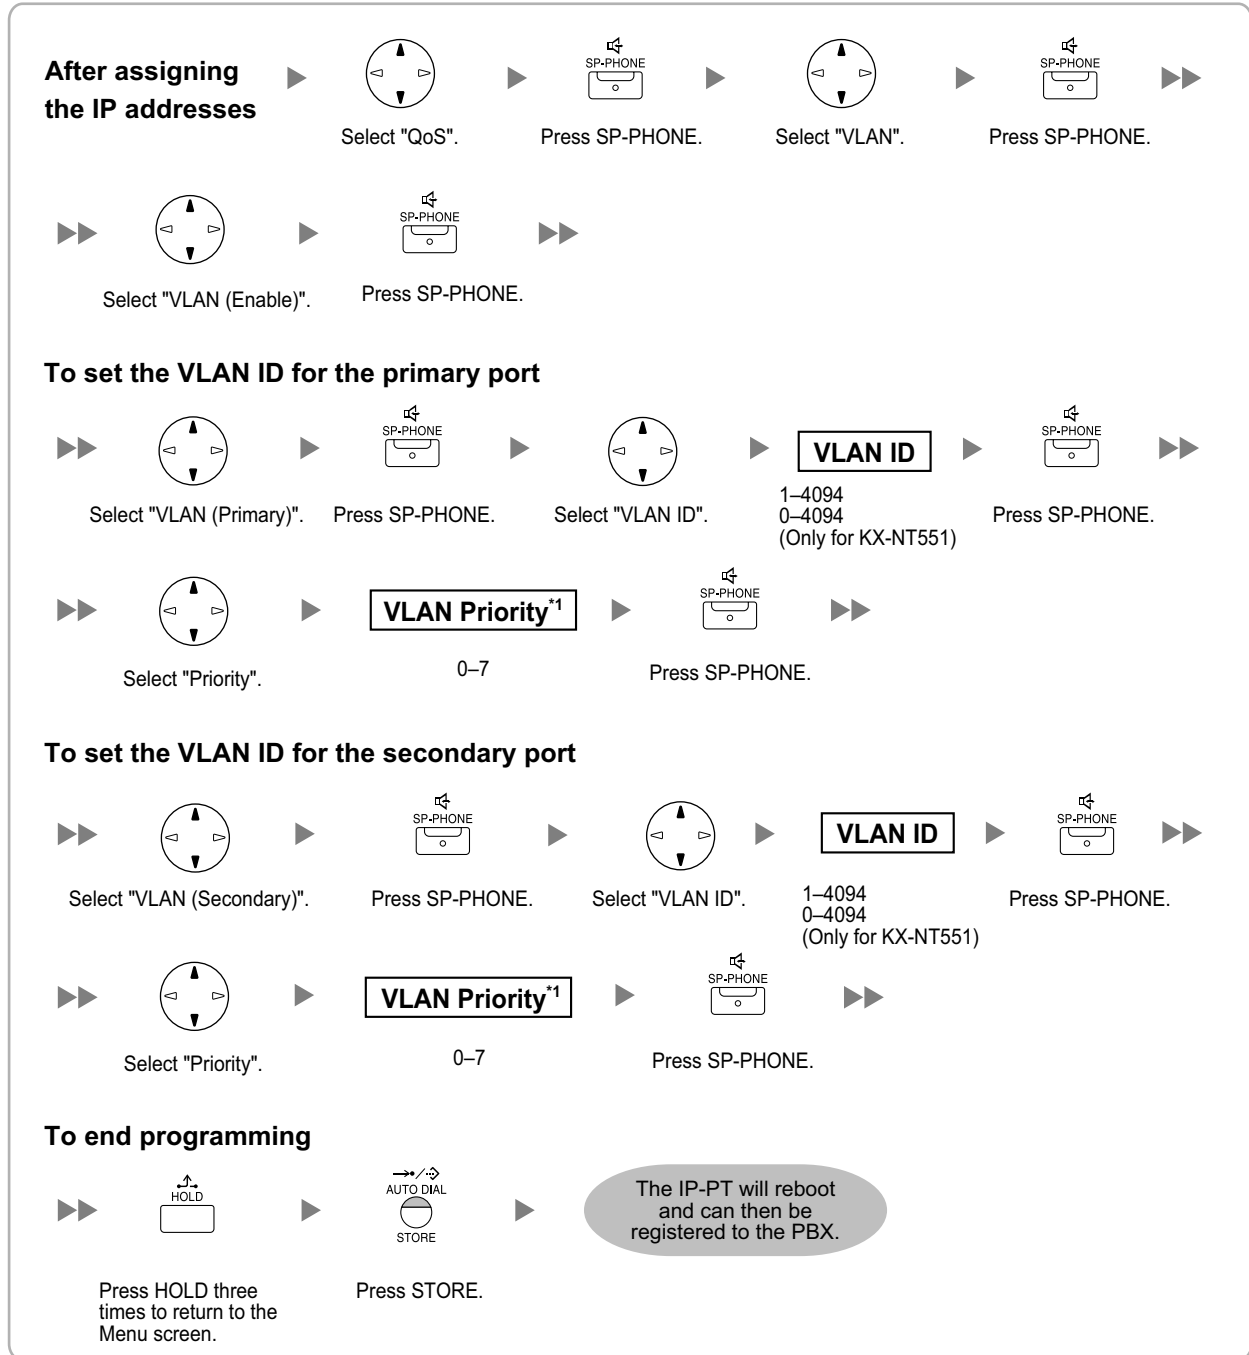 After assigning
the IP addresses
SP-PHONE
SP-PHONE
Select "QoS".
Press SP-PHONE.
Select "VLAN".
Press SP-PHONE.
SP-PHONE
Select "VLAN (Enable)".
Press SP-PHONE.
To set the VLAN ID for the primary port
SP-PHONE
VLAN ID
SP-PHONE
Select "VLAN (Primary)".
Press SP-PHONE.
Select "VLAN ID".
1–4094
0–4094
(Only for KX-NT551)
Press SP-PHONE.
VLAN Priority*1
SP-PHONE
Select "Priority".
0–7
Press SP-PHONE.
To set the VLAN ID for the secondary port
SP-PHONE
VLAN ID
SP-PHONE
Select "VLAN (Secondary)".
Press SP-PHONE.
Select "VLAN ID".
1–4094
0–4094
(Only for KX-NT551)
Press SP-PHONE.
VLAN Priority*1
SP-PHONE
Select "Priority".
0–7
Press SP-PHONE.
To end programming
HOLD
AUTO DIAL
STORE
The IP-PT will reboot
and can then be
registered to the PBX.
Press HOLD three
times to return to the
Menu screen.
Press STORE.